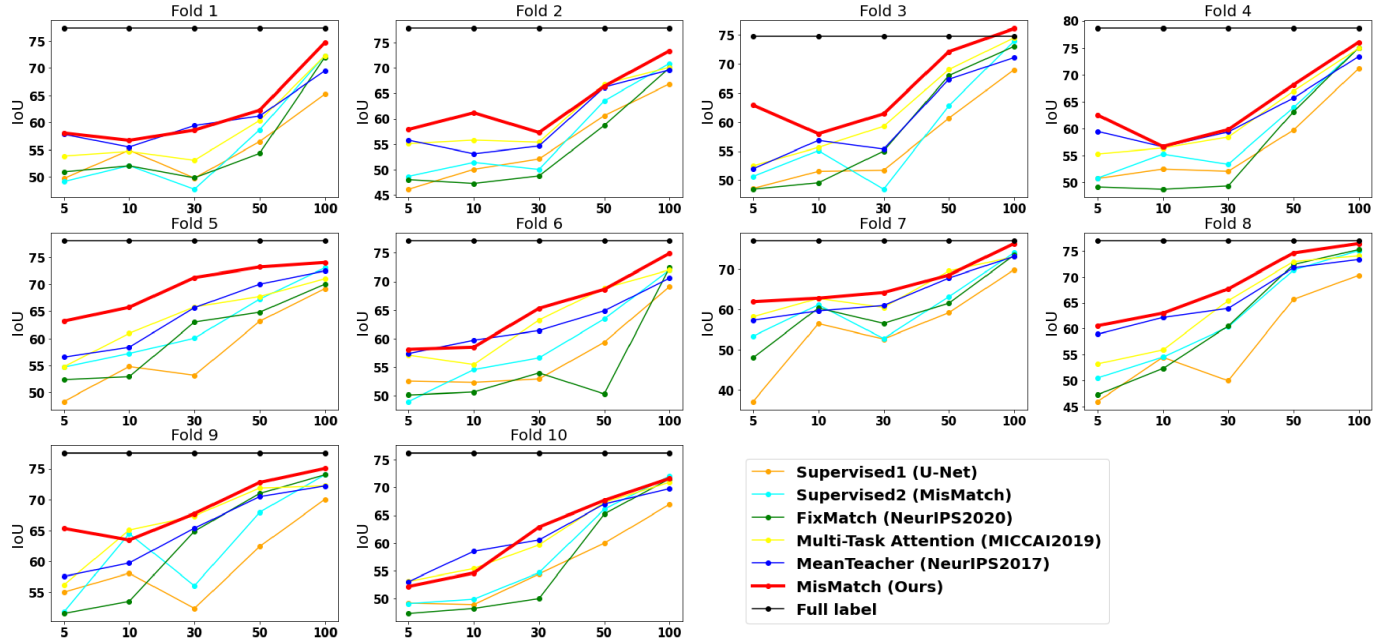 Fold 1
Fold 2
Fold 3
Fold 4
IoU
75
70
65
60
55
50
5 10 30 50 100
IoU
75
70
65
60
55
50
45
5 10 30 50 100
IoU
75
70
65
60
55
50
5 10 30 50 100
IoU
80
75
70
65
60
55
50
5 10 30 50 100
Fold 5
Fold 6
Fold 7
Fold 8
IoU
75
70
65
60
55
50
5 10 30 50 100
IoU
75
70
65
60
55
50
5 10 30 50 100
IoU
70
60
50
40
5 10 30 50 100
IoU
75
70
65
60
55
50
45
5 10 30 50 100
Fold 9
Fold 10
IoU
75
70
65
60
55
5 10 30 50 100
IoU
75
70
65
60
55
50
5 10 30 50 100
Supervised1 (U-Net)
Supervised2 (MisMatch)
FixMatch (NeurIPS2020)
Multi-Task Attention (MICCAI2019)
MeanTeacher (NeurIPS2017)
MisMatch (Ours)
Full label